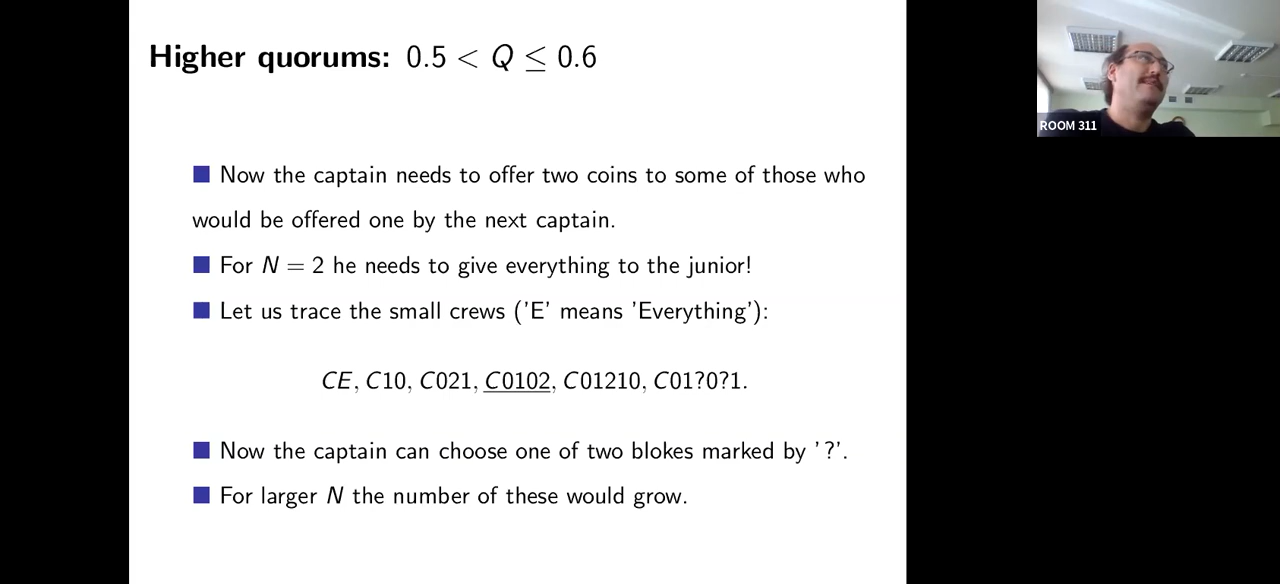 Higher quorums: 0.5 < Q ≤ 0.6
ROOM 311
■ Now the captain needs to offer two coins to some of those who
would be offered one by the next captain.
■ For N = 2 he needs to give everything to the junior!
■ Let us trace the small crews ('E' means 'Everything'):
CE, C10, C021, C0102, C01210, C01?0?1.
■ Now the captain can choose one of two blokes marked by '?'.
■ For larger N the number of these would grow.